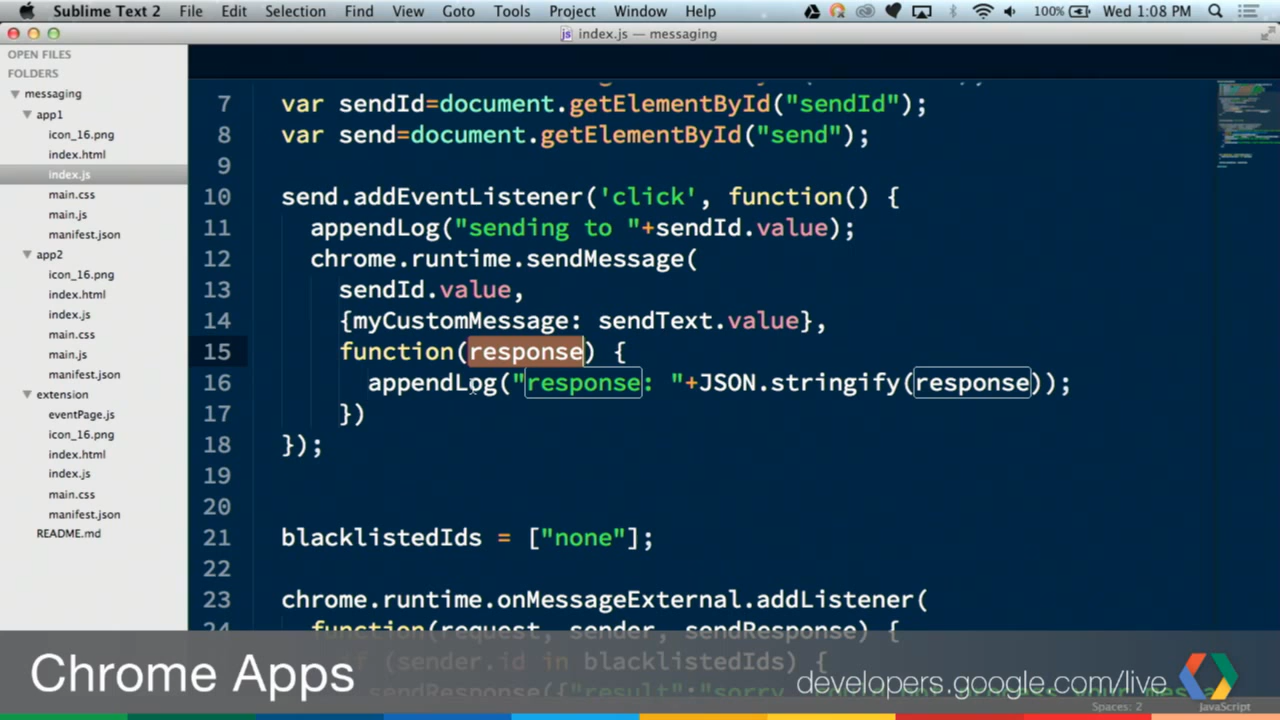 Sublime Text 2 File Edit Selection Find View Goto Tools Project Window Help 100% Wed 1:08 PM
index.js — messaging
OPEN FILES
FOLDERS
messaging
app1
icon_16.png
index.html
index.js
main.css
main.js
manifest.json
app2
icon_16.png
index.html
index.js
main.css
main.js
manifest.json
extension
eventPage.js
icon_16.png
index.html
index.js
main.css
manifest.json
README.md
7 var sendId=document.getElementById("sendId");
8 var send=document.getElementById("send");
9
10 send.addEventListener('click', function() {
11 appendLog("sending to "+sendId.value);
12 chrome.runtime.sendMessage(
13 sendId.value,
14 {myCustomMessage: sendText.value},
15 function(response) {
16 appendLog("response: "+JSON.stringify(response));
17 })
18 });
19
20
21 blacklistedIds = ["none"];
22
23 chrome.runtime.onMessageExternal.addListener(
24 function(request, sender, sendResponse) {
if (sender.id in blacklistedIds) {
sendResponse({"result":"sorry,
Chrome Apps
developers.google.com/live
Spaces: 2
JavaScript